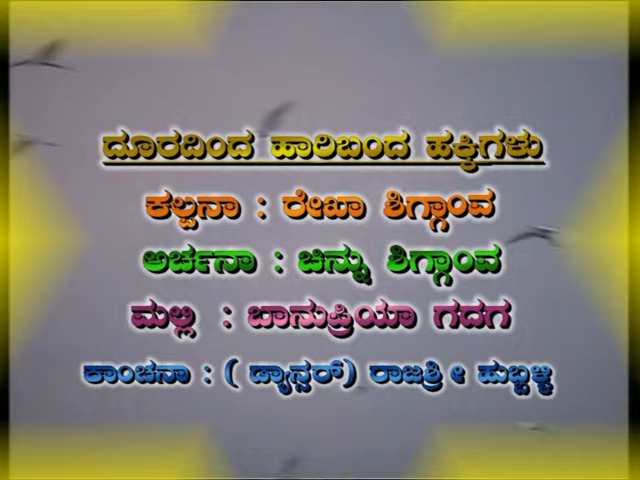 ದೂರದಿಂದ ಹಾರಿಬಂದ ಹಕ್ಕಿಗಳು
ಕಲ್ಪನಾ : ರೇಖಾ ಶಿಗ್ಗಾಂವ
ಅರ್ಚನಾ : ಚಿನ್ನು ಶಿಗ್ಗಾಂವ
ಮಲ್ಲಿ : ಬಾನುಪ್ರಿಯಾ ಗದಗ
ಕಾಂಚನಾ : ( ಡ್ಯಾನ್ಸರ್) ರಾಜಶ್ರಿ ೕ ಹುಬ್ಬಳ್ಳಿ